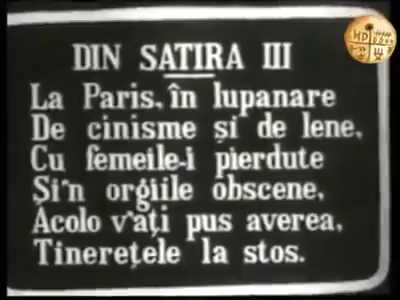 DIN SATIRA III
La Paris, în lupanare
De cinisme și de lene,
Cu femeile-i pierdute
Și'n orgiile obscene,
Acolo v'ați pus averea,
Tinerețele la stos.
HD